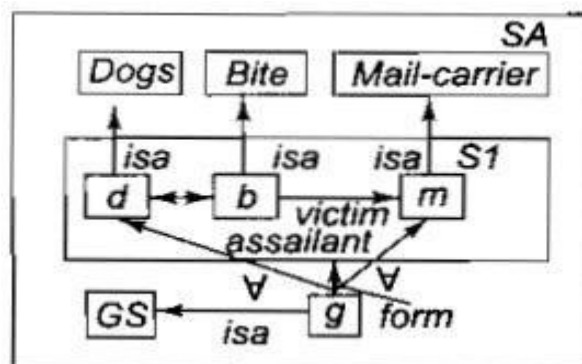 SA
Dogs Bite Mail-carrier
isa isa isa S1
d b m
victim
assailant
∀ ∀
GS g form
isa